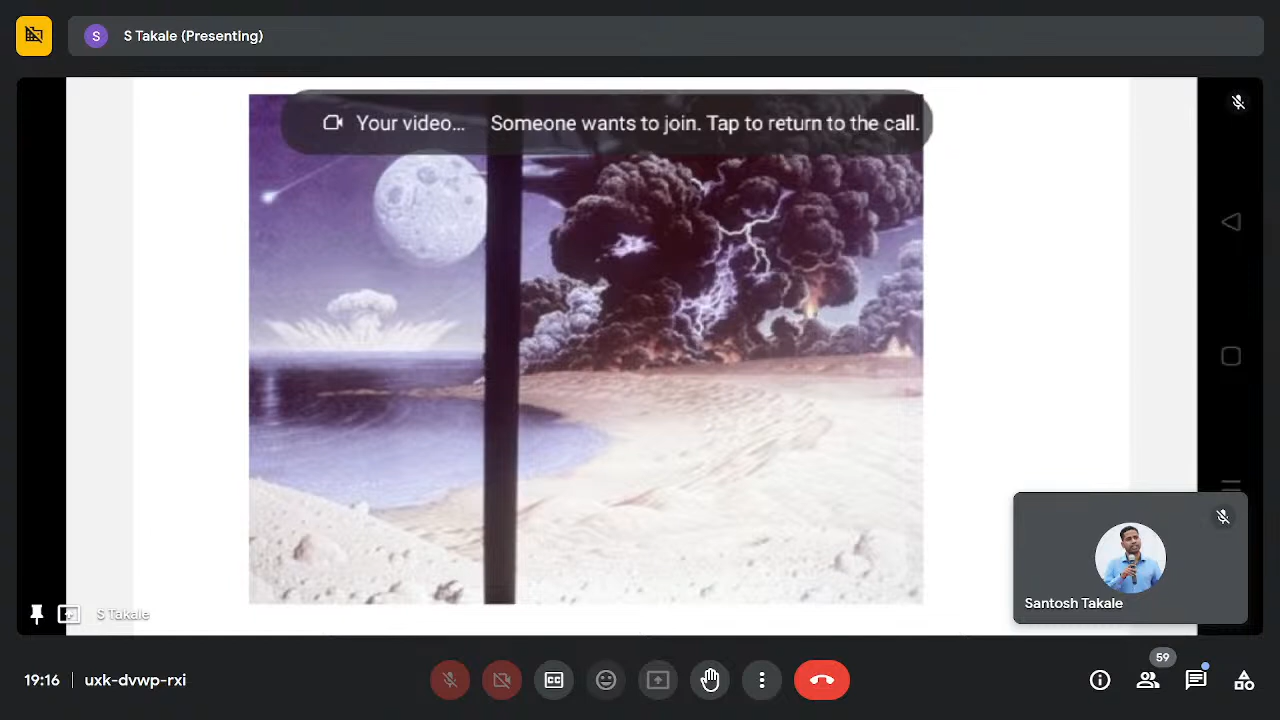 S
S Takale (Presenting)
Your video... Someone wants to join. Tap to return to the call.
S Takale
Santosh Takale
19:16 | uxk-dvwp-rxi
CC
59